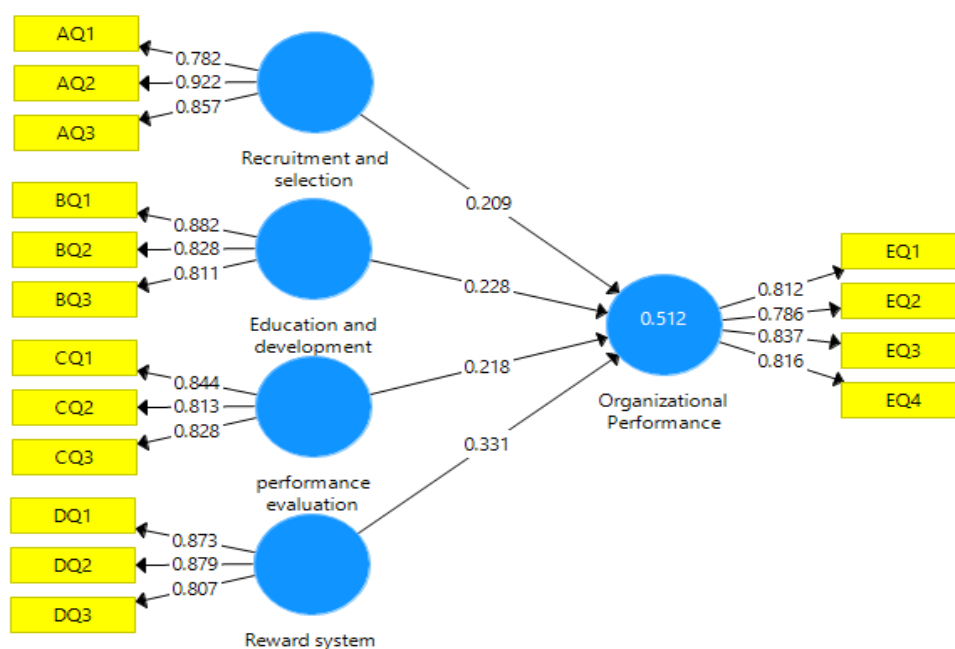 AQ1
0.782
AQ2
0.922
AQ3
0.857
Recruitment and
selection
0.209
BQ1
0.882
BQ2
0.828
BQ3
0.811
Education and
development
0.228
CQ1
0.844
CQ2
0.813
CQ3
0.828
performance
evaluation
0.218
DQ1
0.873
DQ2
0.879
DQ3
0.807
Reward system
0.331
0.512
Organizational
Performance
EQ1
0.812
EQ2
0.786
EQ3
0.837
EQ4
0.816